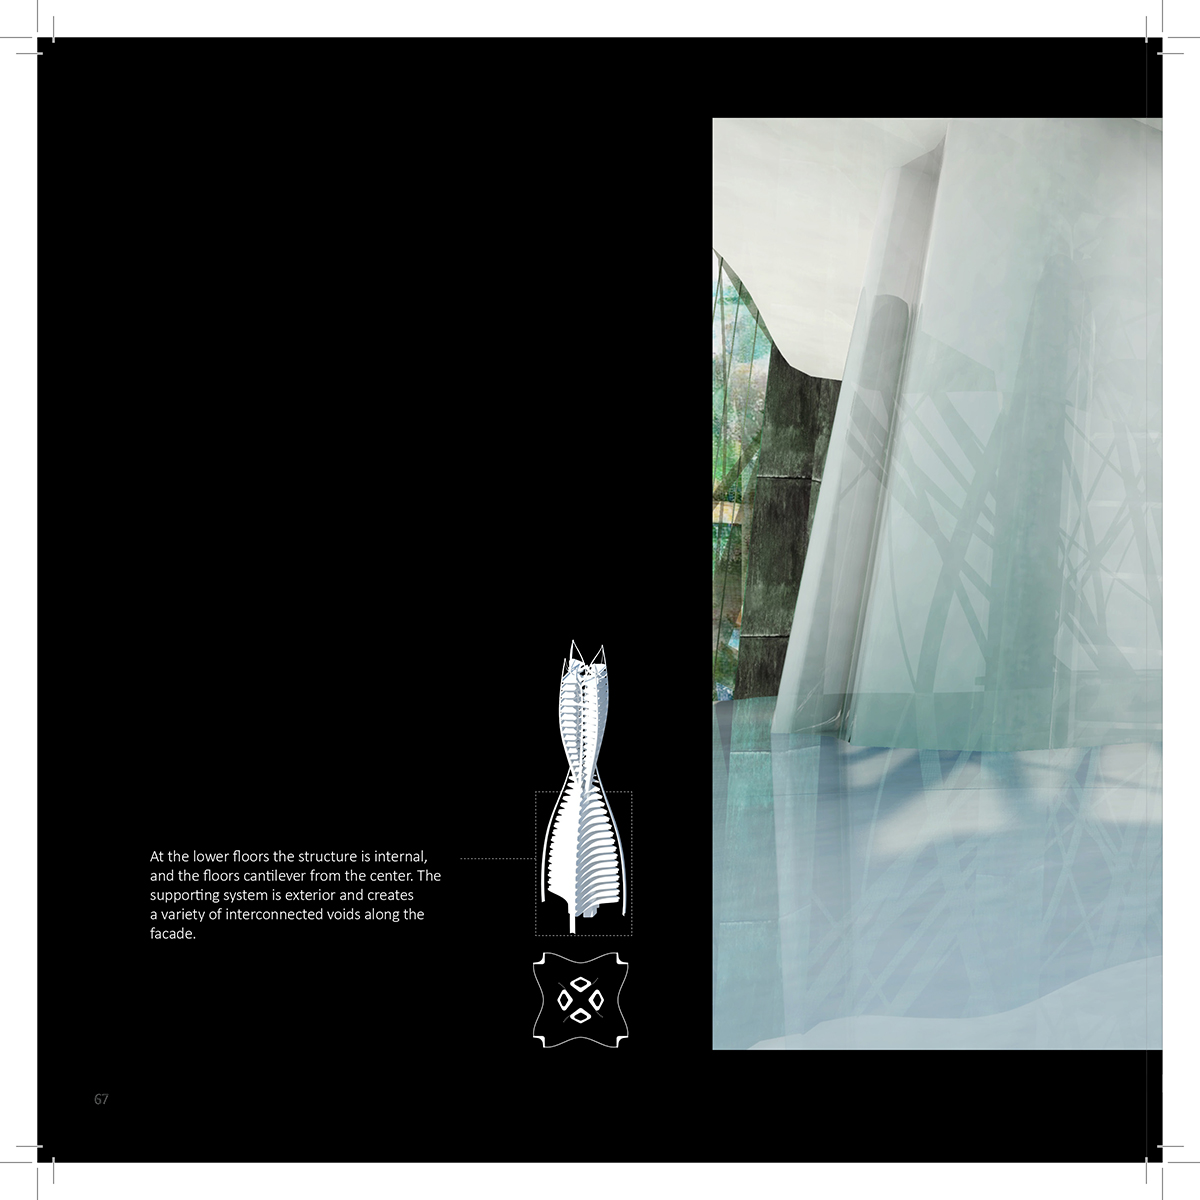 At the lower floors the structure is internal,
and the floors cantilever from the center. The
supporting system is exterior and creates
a variety of interconnected voids along the
facade.
67